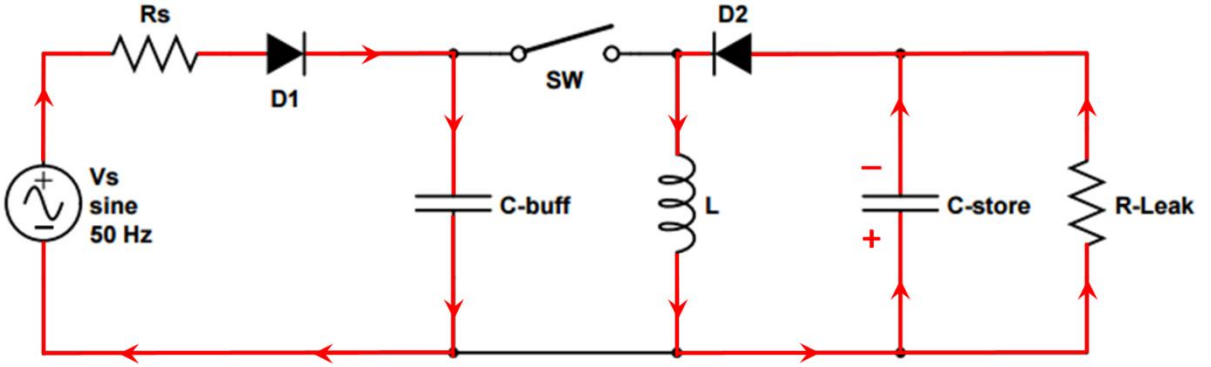 Rs
D1
SW
D2
+
−
Vs
sine
50 Hz
C-buff
L
−
+
C-store
R-Leak